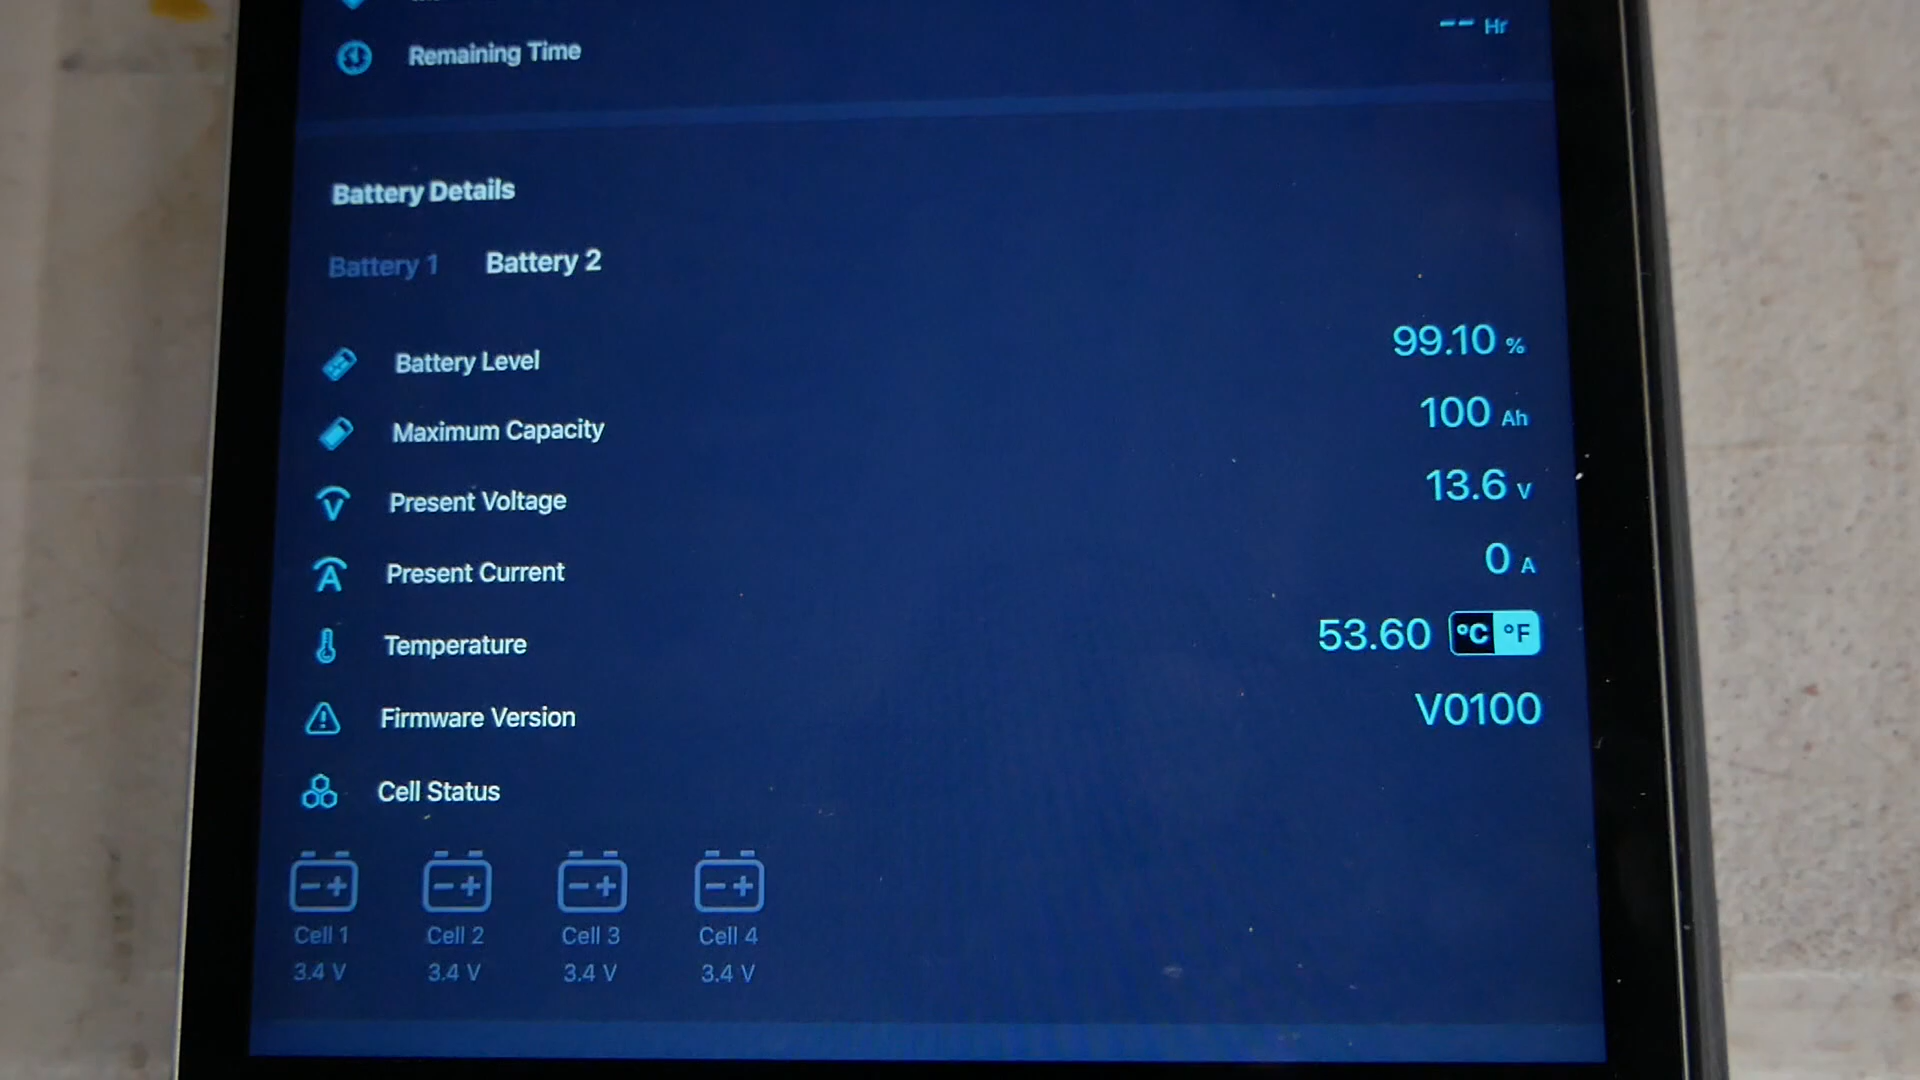 -- Hr
Remaining Time
Battery Details
Battery 1 Battery 2
Battery Level 99.10 %
Maximum Capacity 100 Ah
Present Voltage 13.6 V
Present Current 0 A
Temperature 53.60 °C °F
Firmware Version V0100
Cell Status
Cell 1 Cell 2 Cell 3 Cell 4
3.4 V 3.4 V 3.4 V 3.4 V